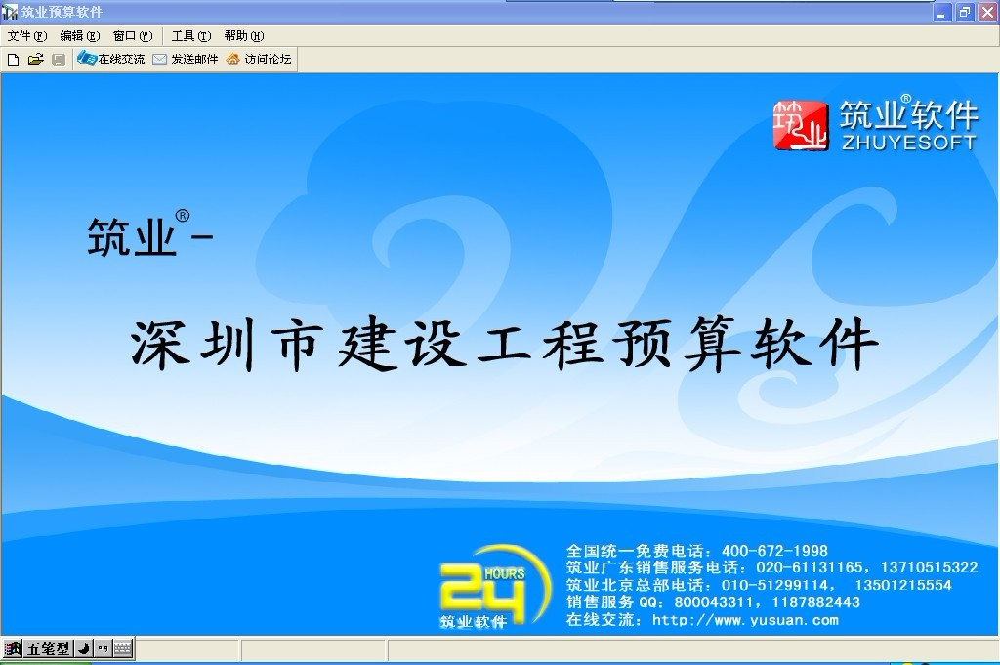 筑业预算软件
文件(F) 编辑(E) 窗口(W) 工具(T) 帮助(H)
在线交流 发送邮件 访问论坛
筑业
筑业®软件
ZHUYESOFT
筑业®-
深圳市建设工程预算软件
24 HOURS
筑业软件
全国统一免费电话：400-672-1998
筑业广东销售服务电话：020-61131165，13710515322
筑业北京总部电话：010-51299114， 13501215554
销售服务QQ：800043311，1187882443
在线交流：http://www.yusuan.com
五笔型